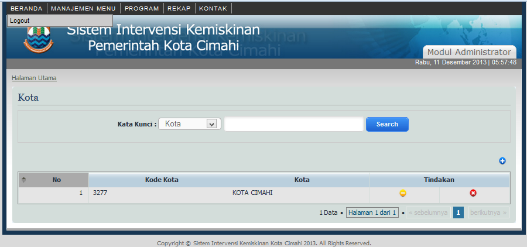 BERANDA | MANAJEMEN MENU | PROGRAM | REKAP | KONTAK |
Logout
Sistem Intervensi Kemiskinan
Pemerintah Kota Cimahi
Modul Administrator
Rabu, 11 Desember 2013 | 05:57:48
Halaman Utama
Kota
Kata Kunci : Kota Search
No Kode Kota Kota Tindakan
1 3277 KOTA CIMAHI
1 Data • Halaman 1 dari 1 • « sebelumnya 1 berikutnya »
Copyright © Sistem Intervensi Kemiskinan Kota Cimahi 2013. All Rights Reserved.